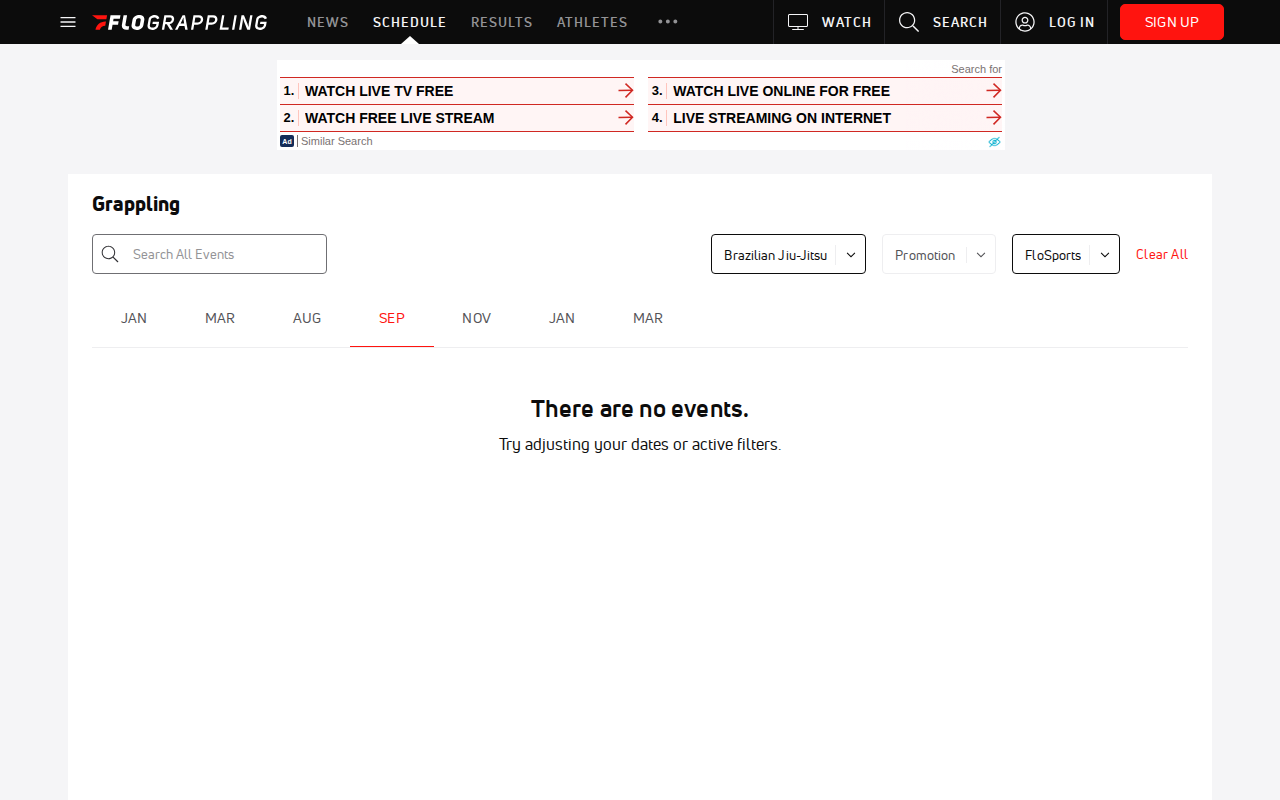 FLOGRAPPLING NEWS SCHEDULE RESULTS ATHLETES WATCH SEARCH LOG IN SIGN UP
Search for
1. WATCH LIVE TV FREE
2. WATCH FREE LIVE STREAM
3. WATCH LIVE ONLINE FOR FREE
4. LIVE STREAMING ON INTERNET
Ad Similar Search
Grappling
Search All Events Brazilian Jiu-Jitsu Promotion FloSports Clear All
JAN MAR AUG SEP NOV JAN MAR
There are no events.
Try adjusting your dates or active filters.